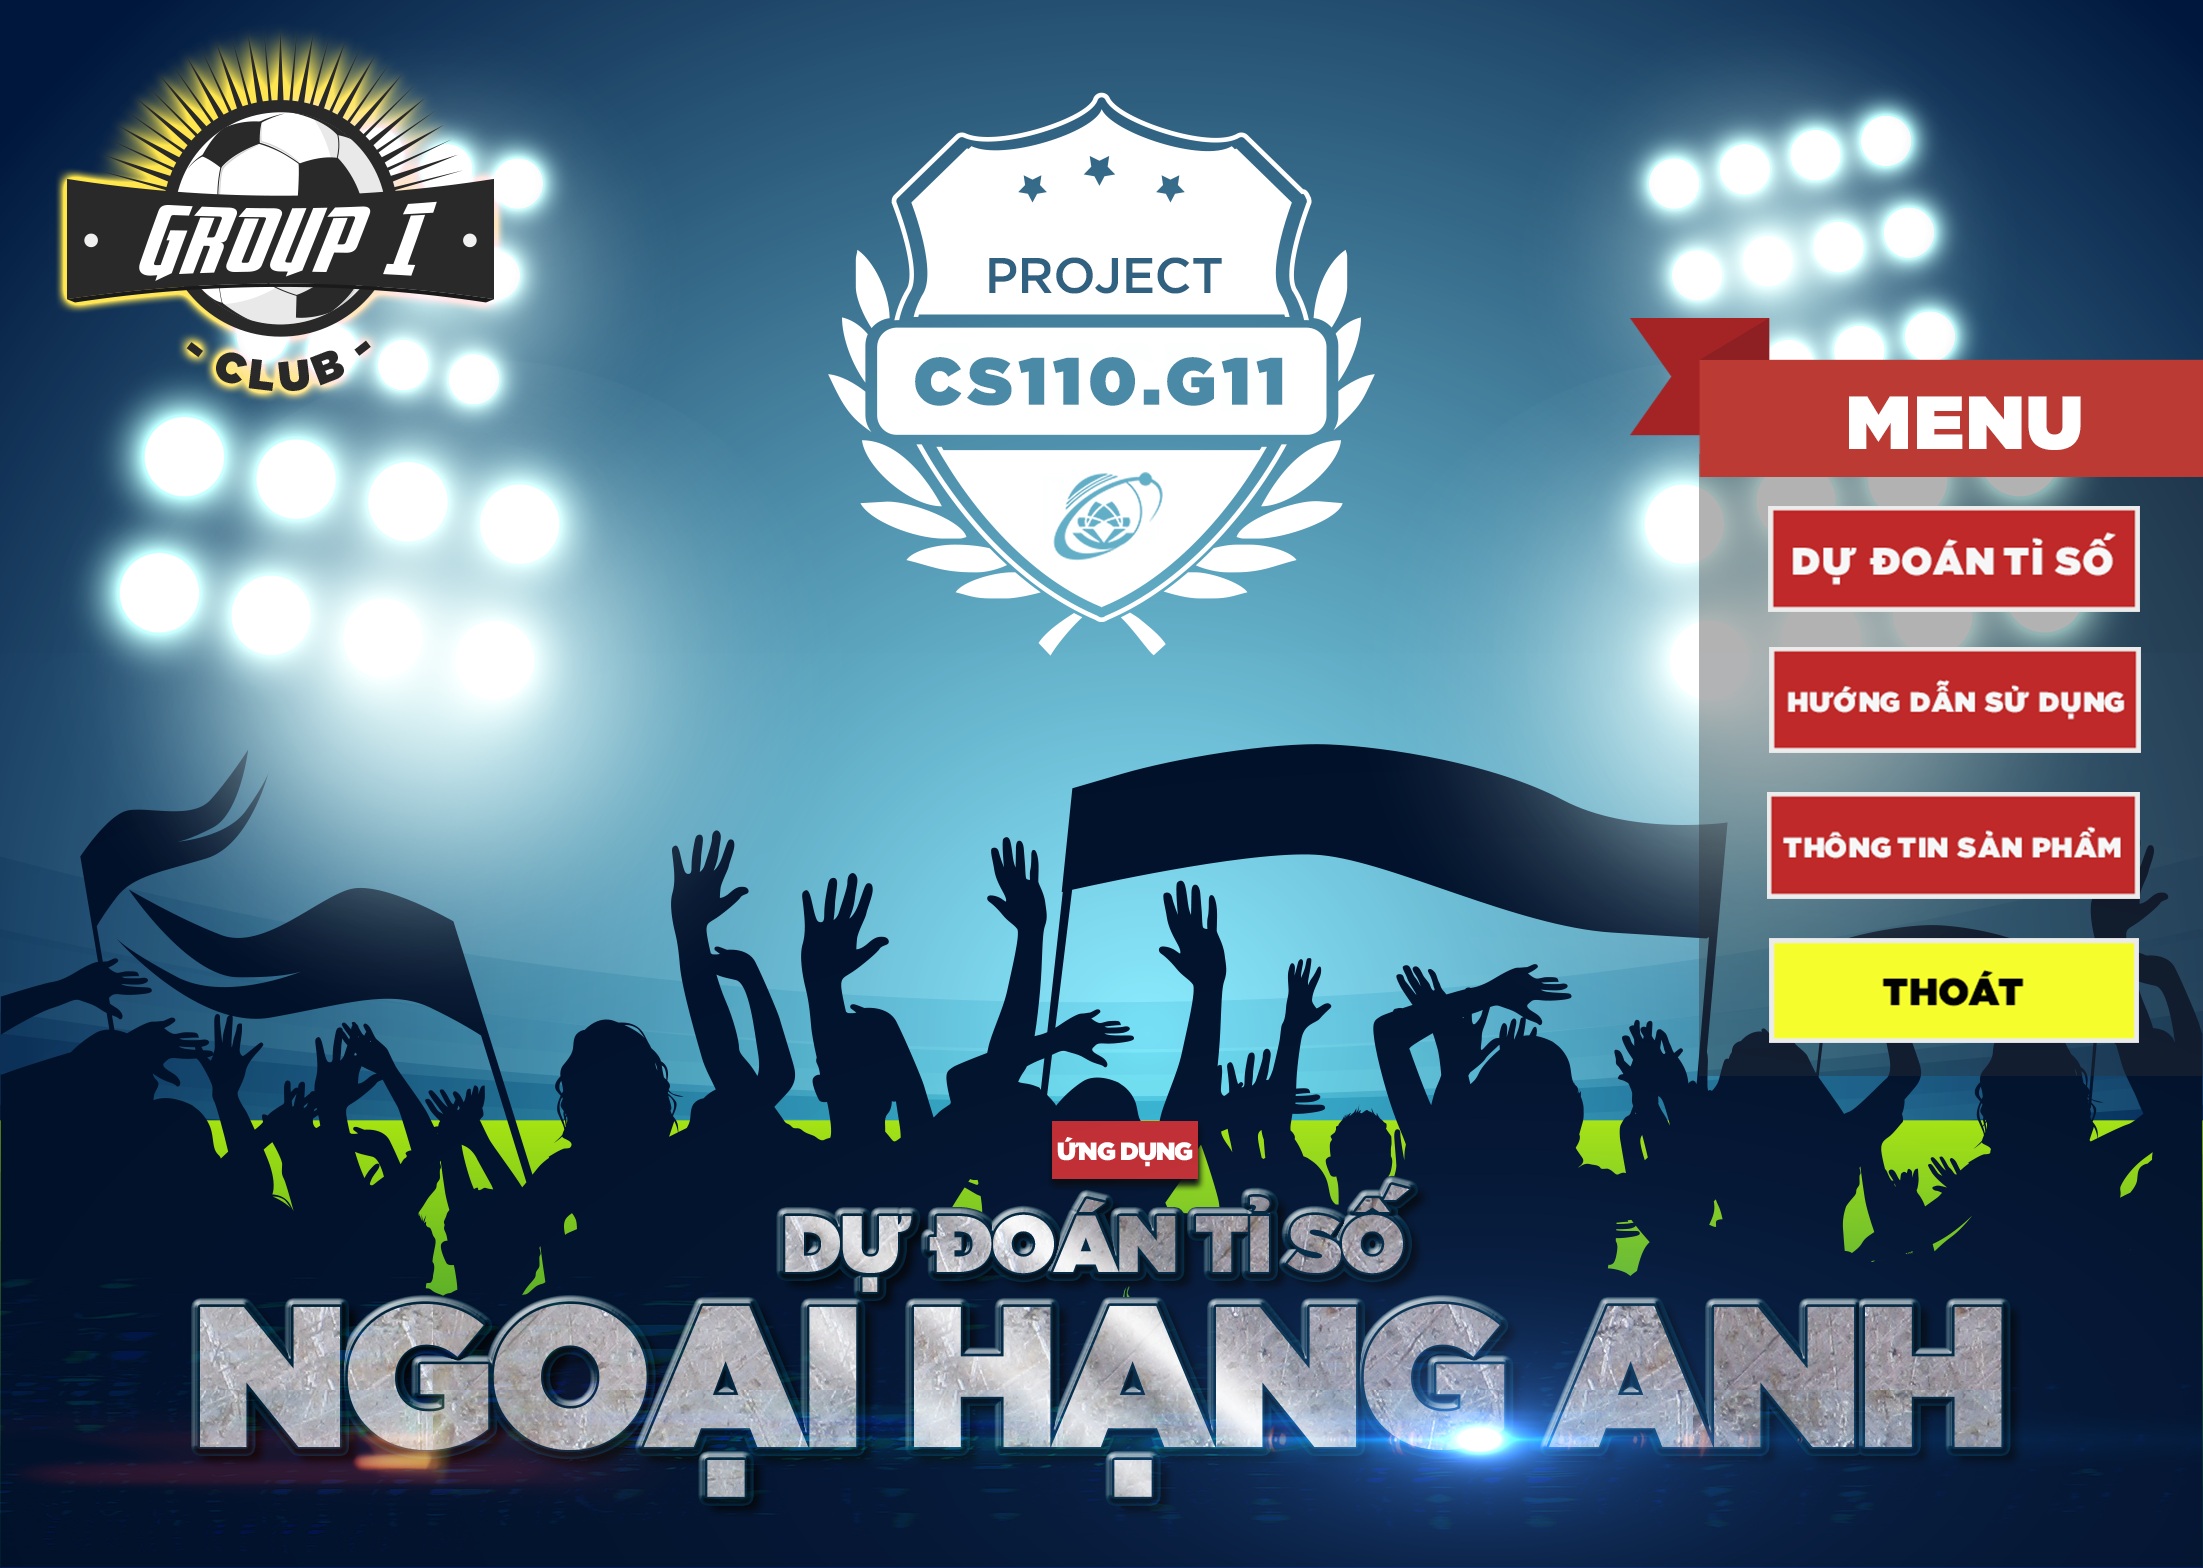 GROUP I
- CLUB -
PROJECT
CS110.G11
MENU
DỰ ĐOÁN TỈ SỐ
HƯỚNG DẪN SỬ DỤNG
THÔNG TIN SẢN PHẨM
THOÁT
ỨNG DỤNG
DỰ ĐOÁN TỈ SỐ
NGOẠI HẠNG ANH